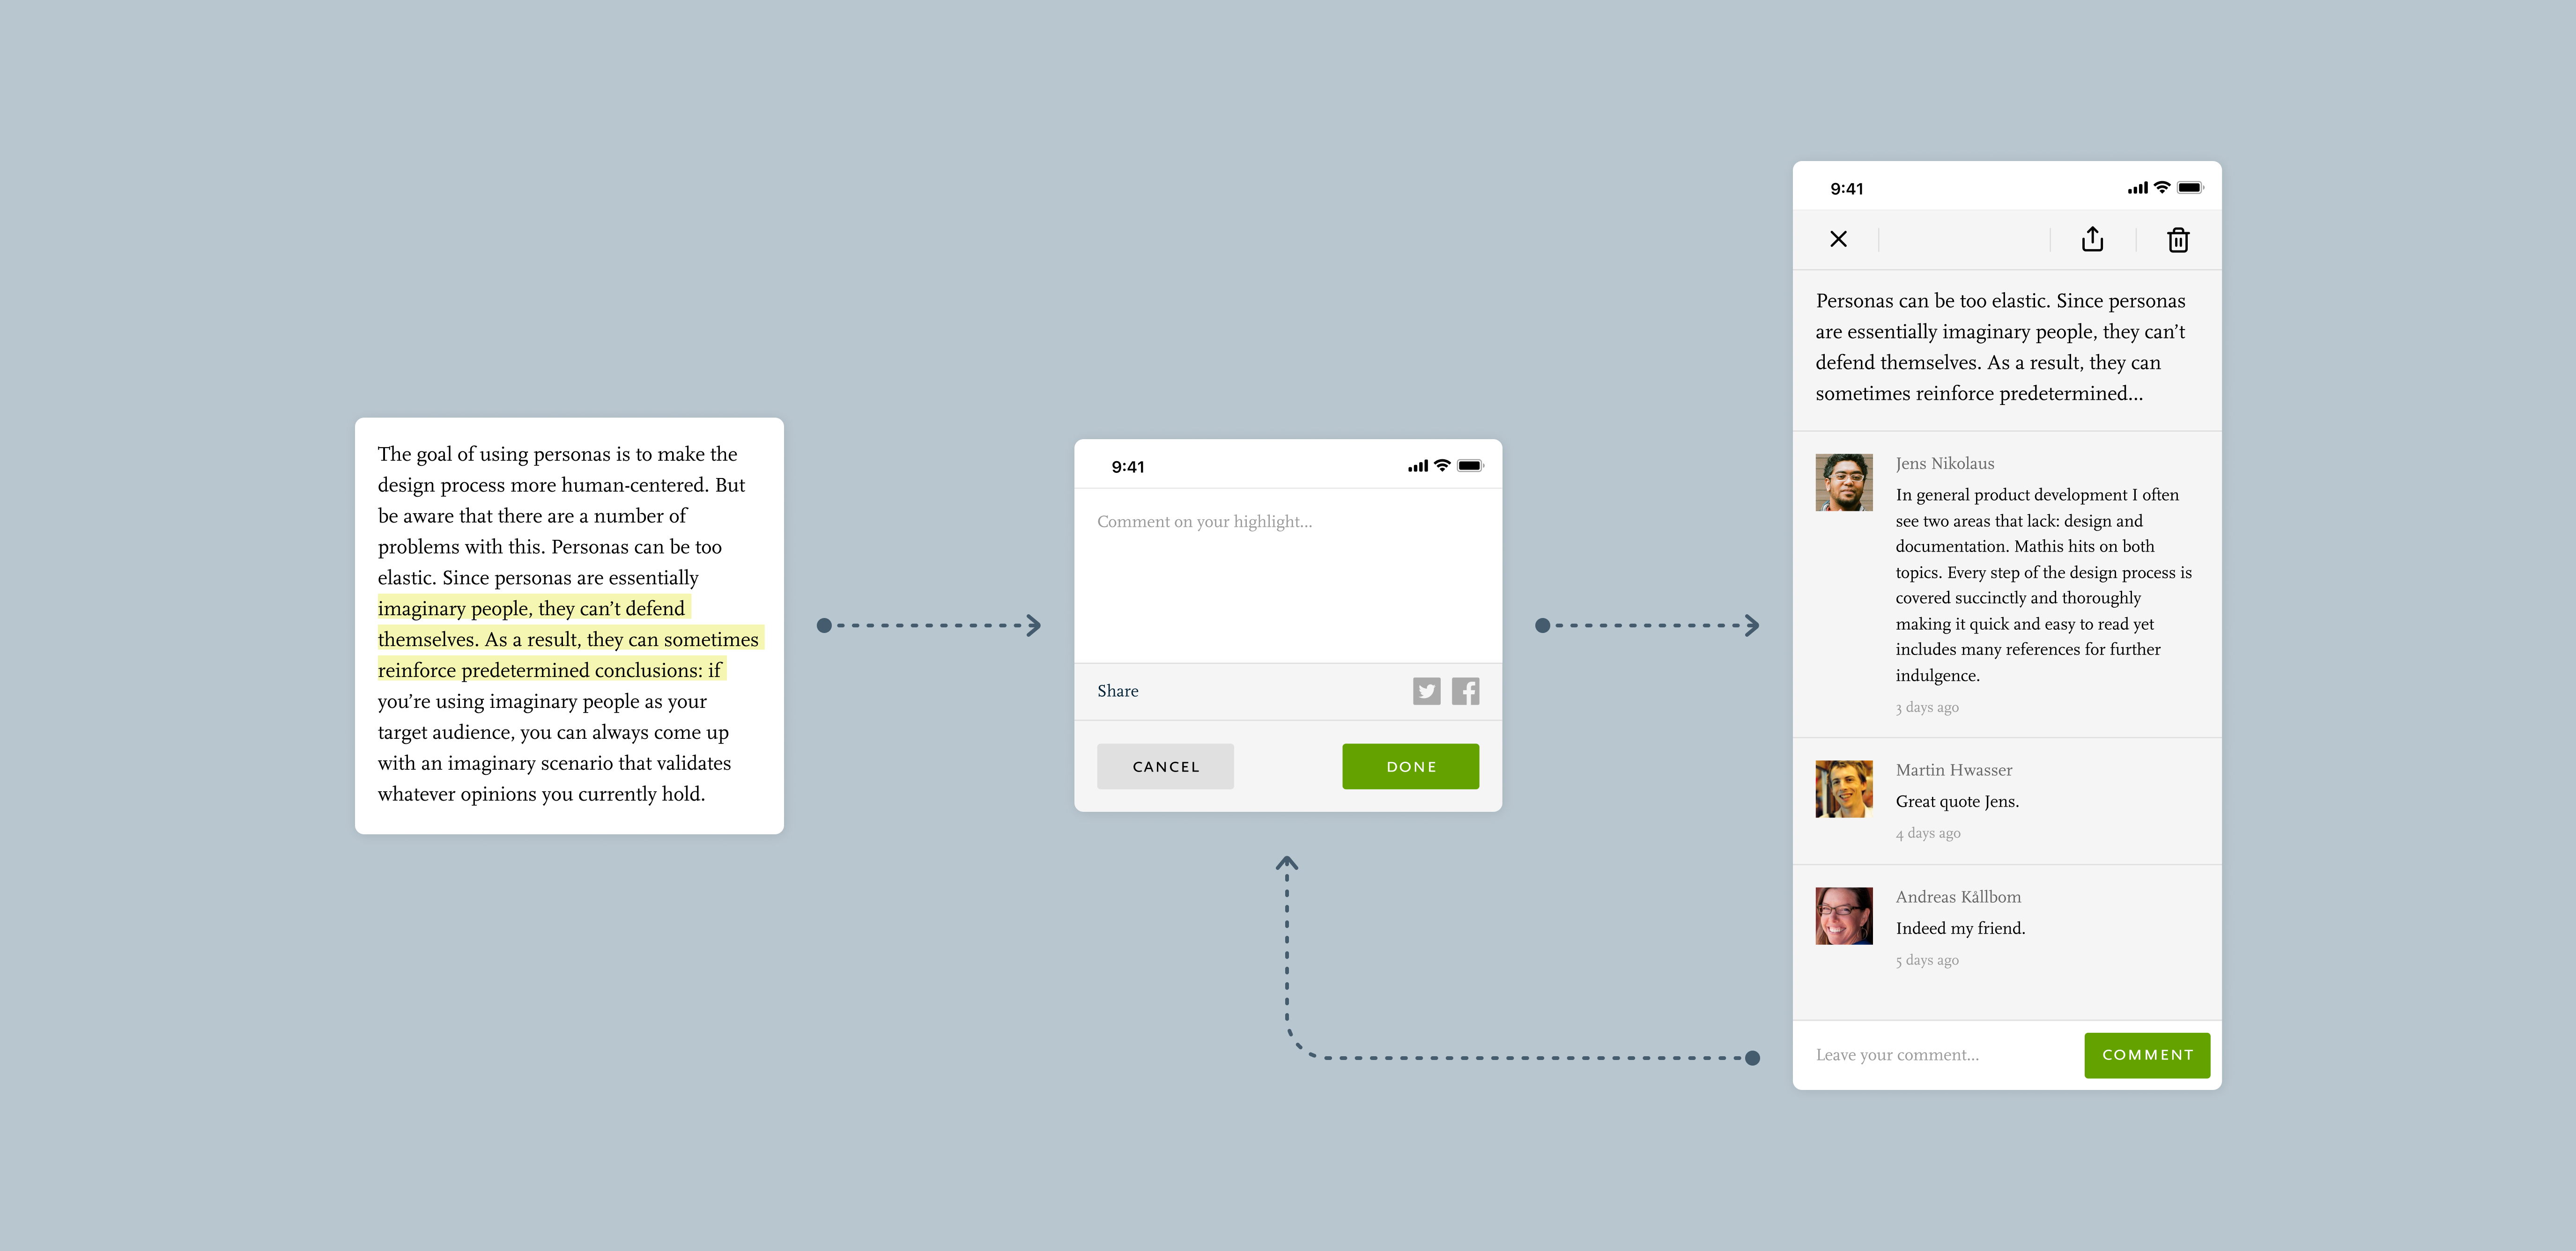 The goal of using personas is to make the
design process more human-centered. But
be aware that there are a number of
problems with this. Personas can be too
elastic. Since personas are essentially
imaginary people, they can’t defend
themselves. As a result, they can sometimes
reinforce predetermined conclusions: if
you’re using imaginary people as your
target audience, you can always come up
with an imaginary scenario that validates
whatever opinions you currently hold.
9:41
Comment on your highlight...
Share
CANCEL
DONE
9:41
Personas can be too elastic. Since personas
are essentially imaginary people, they can’t
defend themselves. As a result, they can
sometimes reinforce predetermined...
Jens Nikolaus
In general product development I often
see two areas that lack: design and
documentation. Mathis hits on both
topics. Every step of the design process is
covered succinctly and thoroughly
making it quick and easy to read yet
includes many references for further
indulgence.
3 days ago
Martin Hwasser
Great quote Jens.
4 days ago
Andreas Kållbom
Indeed my friend.
5 days ago
Leave your comment...
COMMENT